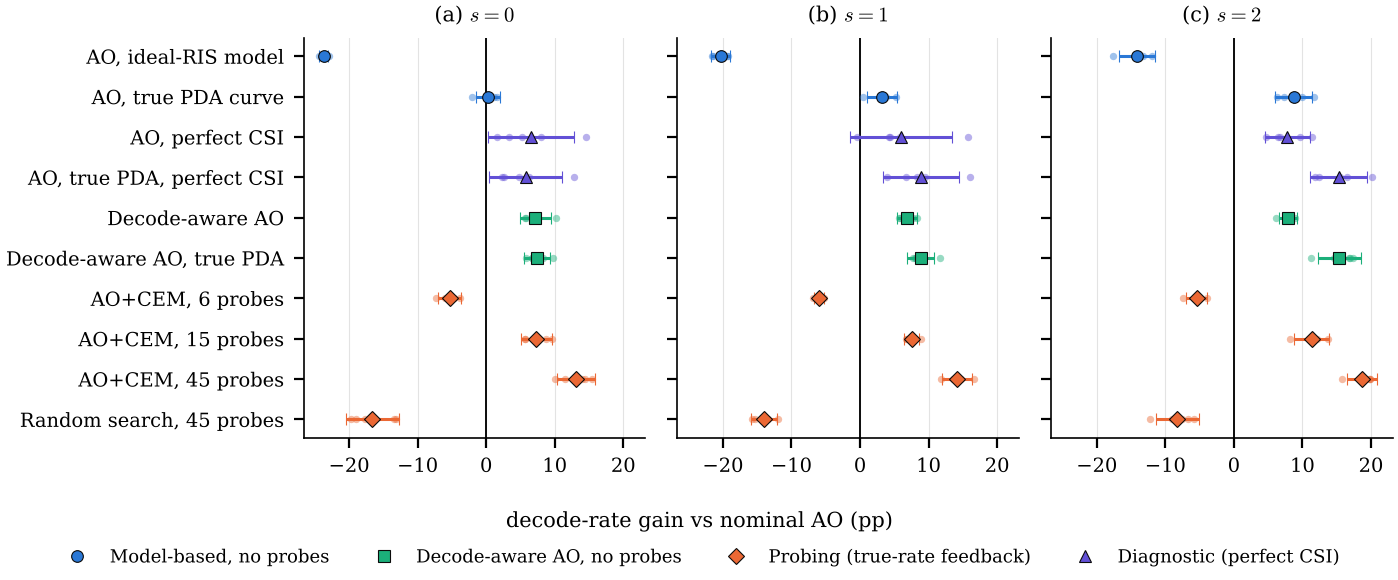 (a) s = 0
(b) s = 1
(c) s = 2
AO, ideal-RIS model
AO, true PDA curve
AO, perfect CSI
AO, true PDA, perfect CSI
Decode-aware AO
Decode-aware AO, true PDA
AO+CEM, 6 probes
AO+CEM, 15 probes
AO+CEM, 45 probes
Random search, 45 probes
−20 −10 0 10 20
−20 −10 0 10 20
−20 −10 0 10 20
decode-rate gain vs nominal AO (pp)
Model-based, no probes
Decode-aware AO, no probes
Probing (true-rate feedback)
Diagnostic (perfect CSI)